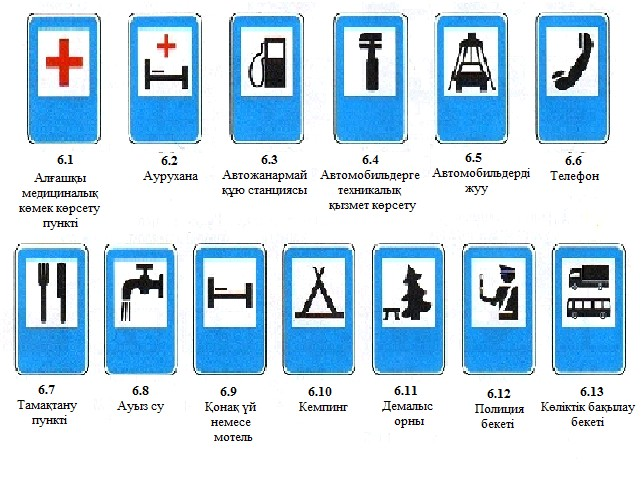 6.1 6.2 6.3 6.4 6.5 6.6
Алғашқы медициналық көмек көрсету пункті
Аурухана
Автожанармай құю станциясы
Автомобильдерге техникалық қызмет көрсету
Автомобильдерді жуу
Телефон
6.7 6.8 6.9 6.10 6.11 6.12 6.13
Тамақтану пункті
Ауыз су
Қонақ үй немесе мотель
Кемпинг
Демалыс орны
Полиция бекеті
Көліктік бақылау бекеті